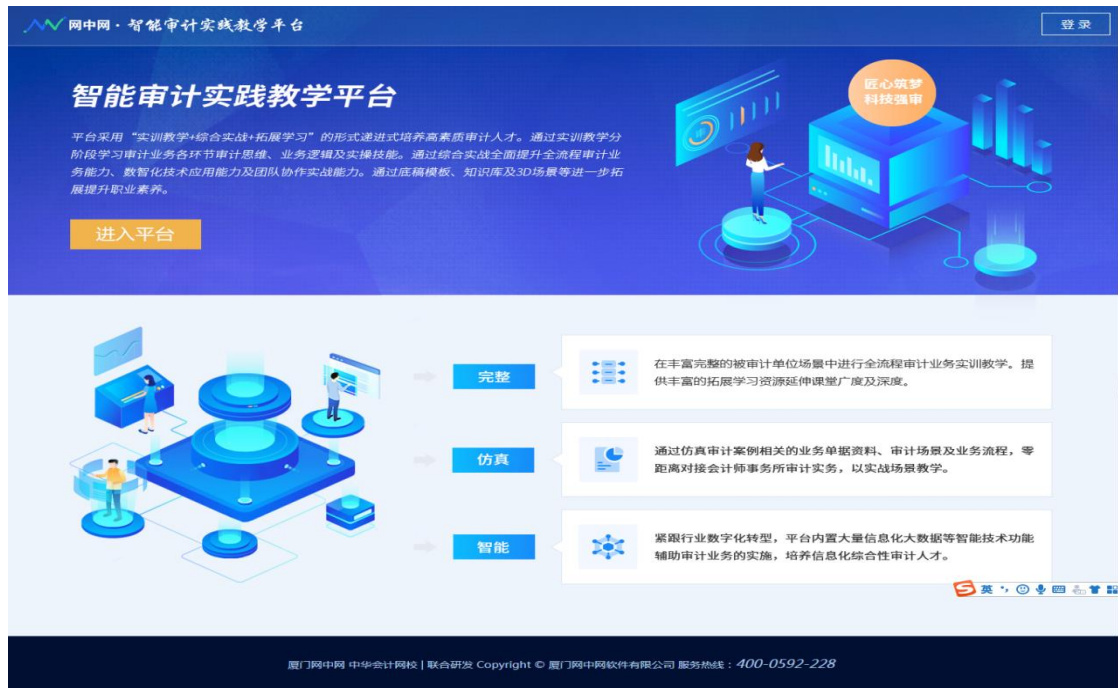 网中网·智能审计实践教学平台
登录
智能审计实践教学平台
平台采用“实训教学+综合实战+拓展学习”的形式递进式培养高素质审计人才。通过实训教学分
阶段学习审计业务各环节审计思维、业务逻辑及实操技能。通过综合实战全面提升全流程审计业
务能力、数智化技术应用能力及团队协作实战能力。通过底稿模板、知识库及3D场景等进一步拓
展提升职业素养。
进入平台
匠心筑梦
科技强审
完整
在丰富完整的被审计单位场景中进行全流程审计业务实训教学。提
供丰富的拓展学习资源延伸课堂广度及深度。
仿真
通过仿真审计案例相关的业务单据资料、审计场景及业务流程，零
距离对接会计师事务所审计实务，以实战场景教学。
智能
紧跟行业数字化转型，平台内置大量信息化大数据等智能技术功能
辅助审计业务的实施，培养信息化综合性审计人才。
英
厦门网中网 中华会计网校 | 联合研发 Copyright © 厦门网中网软件有限公司 服务热线：400-0592-228